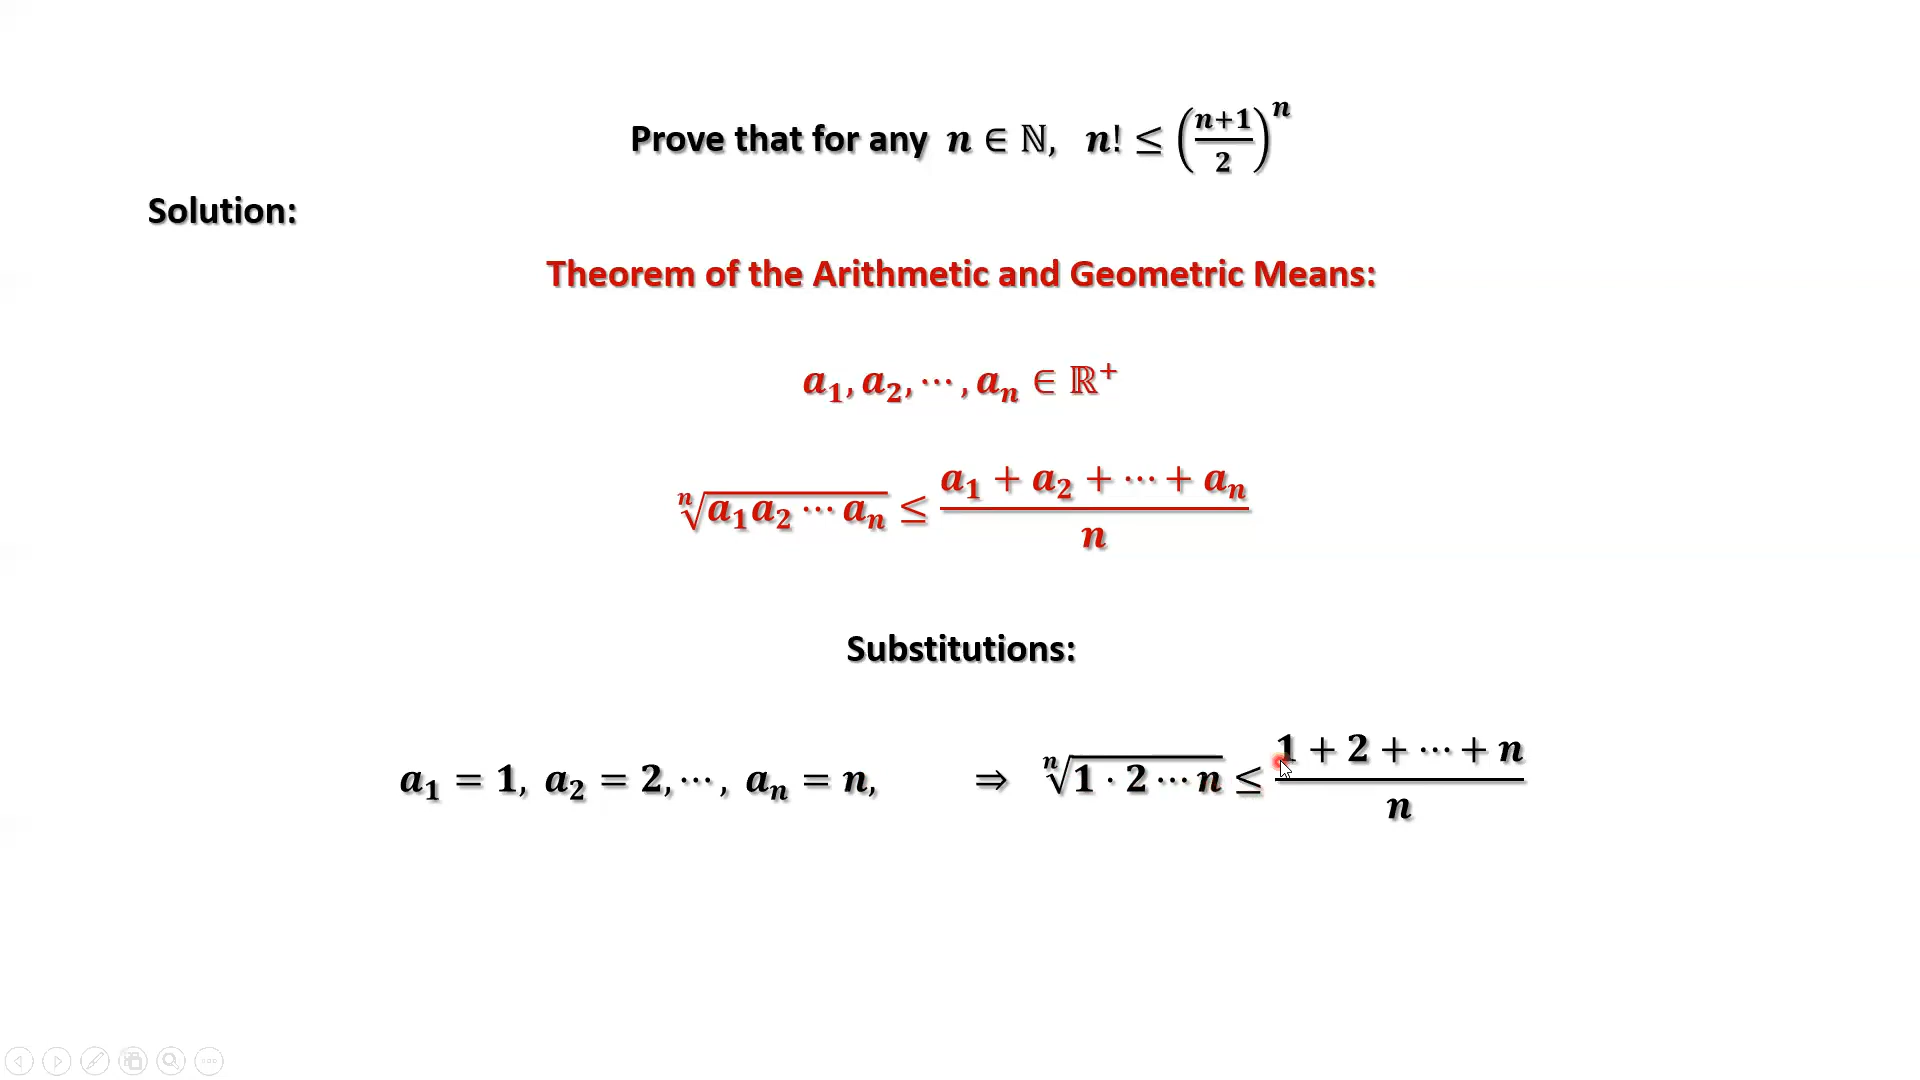 Prove that for any n ∈ ℕ, n! ≤ ((n+1)/2)^n
Solution:
Theorem of the Arithmetic and Geometric Means:
a₁, a₂, ⋯, aₙ ∈ ℝ⁺
ⁿ√(a₁a₂ ⋯ aₙ) ≤ (a₁ + a₂ + ⋯ + aₙ)/n
Substitutions:
a₁ = 1, a₂ = 2, ⋯, aₙ = n, ⇒ ⁿ√(1 · 2 ⋯ n) ≤ (1 + 2 + ⋯ + n)/n